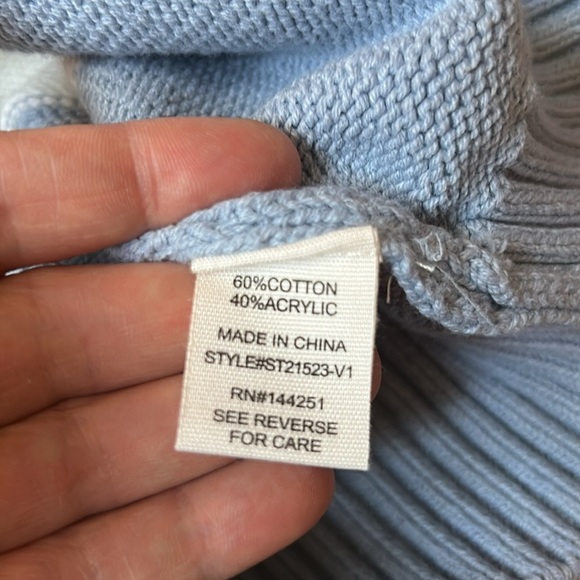 60%COTTON
40%ACRYLIC
MADE IN CHINA
STYLE#ST21523-V1
RN#144251
SEE REVERSE
FOR CARE